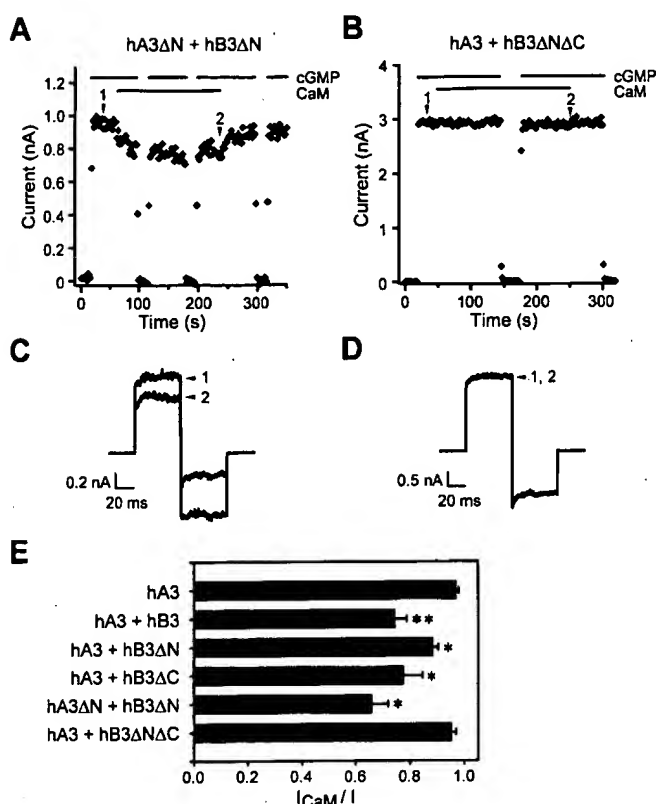 A
hA3ΔN + hB3ΔN
1.2
1.0
0.8
0.6
0.4
0.2
0
Current (nA)
1
2
cGMP
CaM
0
100
200
300
Time (s)
B
hA3 + hB3ΔNΔC
4
3
2
1
0
Current (nA)
1
2
cGMP
CaM
0
100
200
300
Time (s)
C
1
2
0.2 nA
20 ms
D
1, 2
0.5 nA
20 ms
E
hA3
hA3 + hB3 **
hA3 + hB3ΔN *
hA3 + hB3ΔC *
hA3ΔN + hB3ΔN *
hA3 + hB3ΔNΔC
0.0 0.2 0.4 0.6 0.8 1.0
I CaM / I